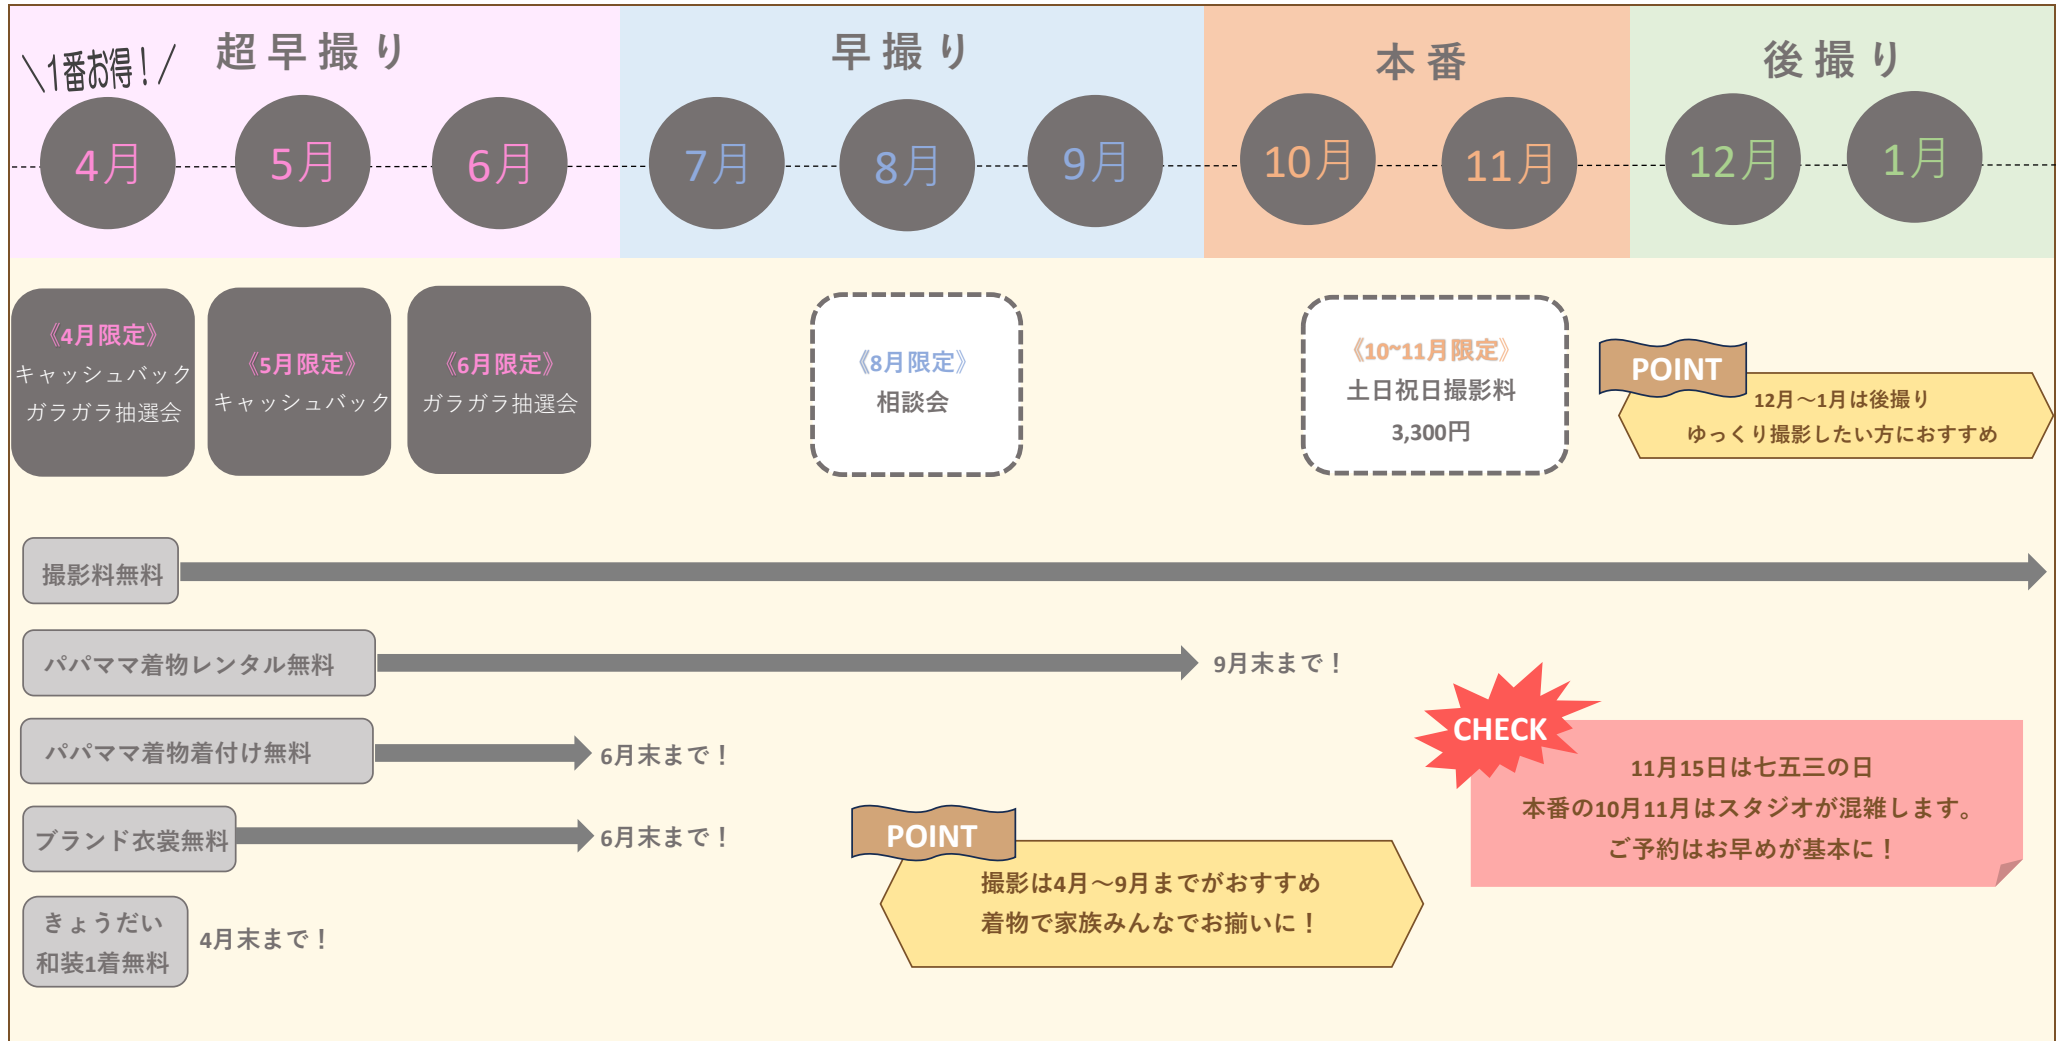 ＼1番お得！／
超早撮り
早撮り
本番
後撮り
4月
5月
6月
7月
8月
9月
10月
11月
12月
1月
《4月限定》
キャッシュバック
ガラガラ抽選会
《5月限定》
キャッシュバック
《6月限定》
ガラガラ抽選会
《8月限定》
相談会
《10~11月限定》
土日祝日撮影料
3,300円
POINT
12月～1月は後撮り
ゆっくり撮影したい方におすすめ
撮影料無料
パパママ着物レンタル無料
9月末まで！
パパママ着物着付け無料
6月末まで！
ブランド衣裳無料
6月末まで！
きょうだい
和装1着無料
4月末まで！
POINT
撮影は4月～9月までがおすすめ
着物で家族みんなでお揃いに！
CHECK
11月15日は七五三の日
本番の10月11月はスタジオが混雑します。
ご予約はお早めが基本に！